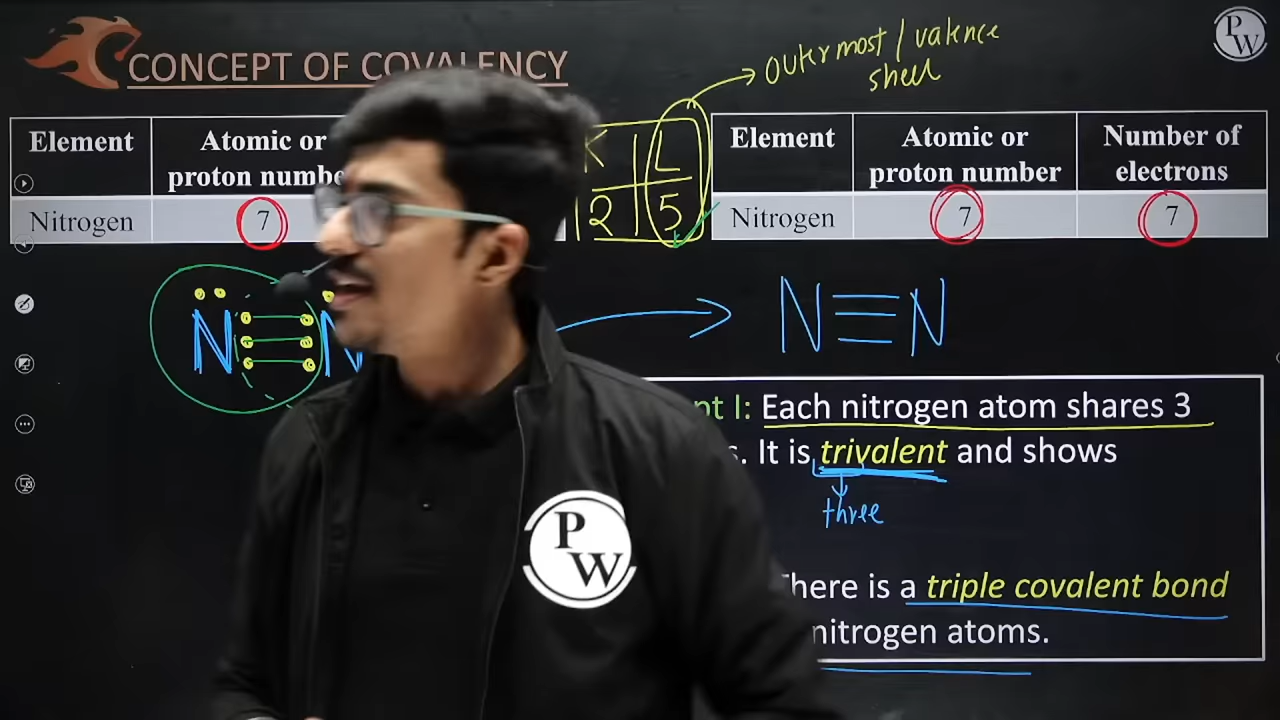 CONCEPT OF COVALENCY
outermost / valence
shell
Element
Atomic or
proton numbe
Nitrogen
7
K L
2 5
Element
Atomic or
proton number
Number of
electrons
Nitrogen
7
7
N N
N≡N
pt I: Each nitrogen atom shares 3
s. It is trivalent and shows
three
There is a triple covalent bond
nitrogen atoms.
P
W
PW